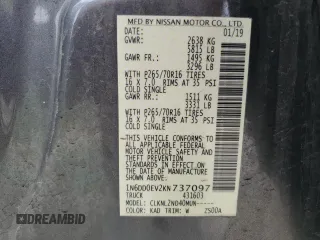 MFD BY NISSAN MOTOR CO., LTD.
DATE: 01/19
GVWR: 2638 KG
5815 LB
GAWR FR: 1495 KG
3296 LB
WITH P265/70R16 TIRES
16 X 7.0 RIMS AT 35 PSI
COLD SINGLE
GAWR RR: 1511 KG
3331 LB
WITH P265/70R16 TIRES
16 X 7.0 RIMS AT 35 PSI
COLD SINGLE
THIS VEHICLE CONFORMS TO ALL
APPLICABLE FEDERAL MOTOR
VEHICLE SAFETY STANDARDS IN
EFFECT ON THE DATE OF
MANUFACTURE SHOWN ABOVE.
1N6DD0EV2KN737097
TRUCK 431603
MODEL: CLKNLZN040MUN-----
COLOR: KAD TRIM: W ZS00A
DREAMBID